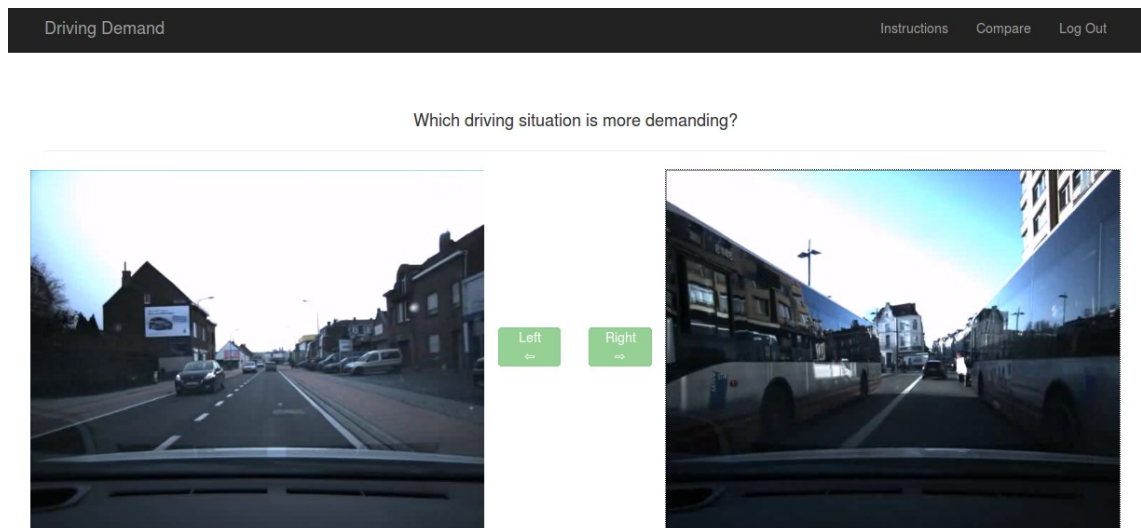 Driving Demand
Instructions
Compare
Log Out
Which driving situation is more demanding?
Left
⇦
Right
⇨